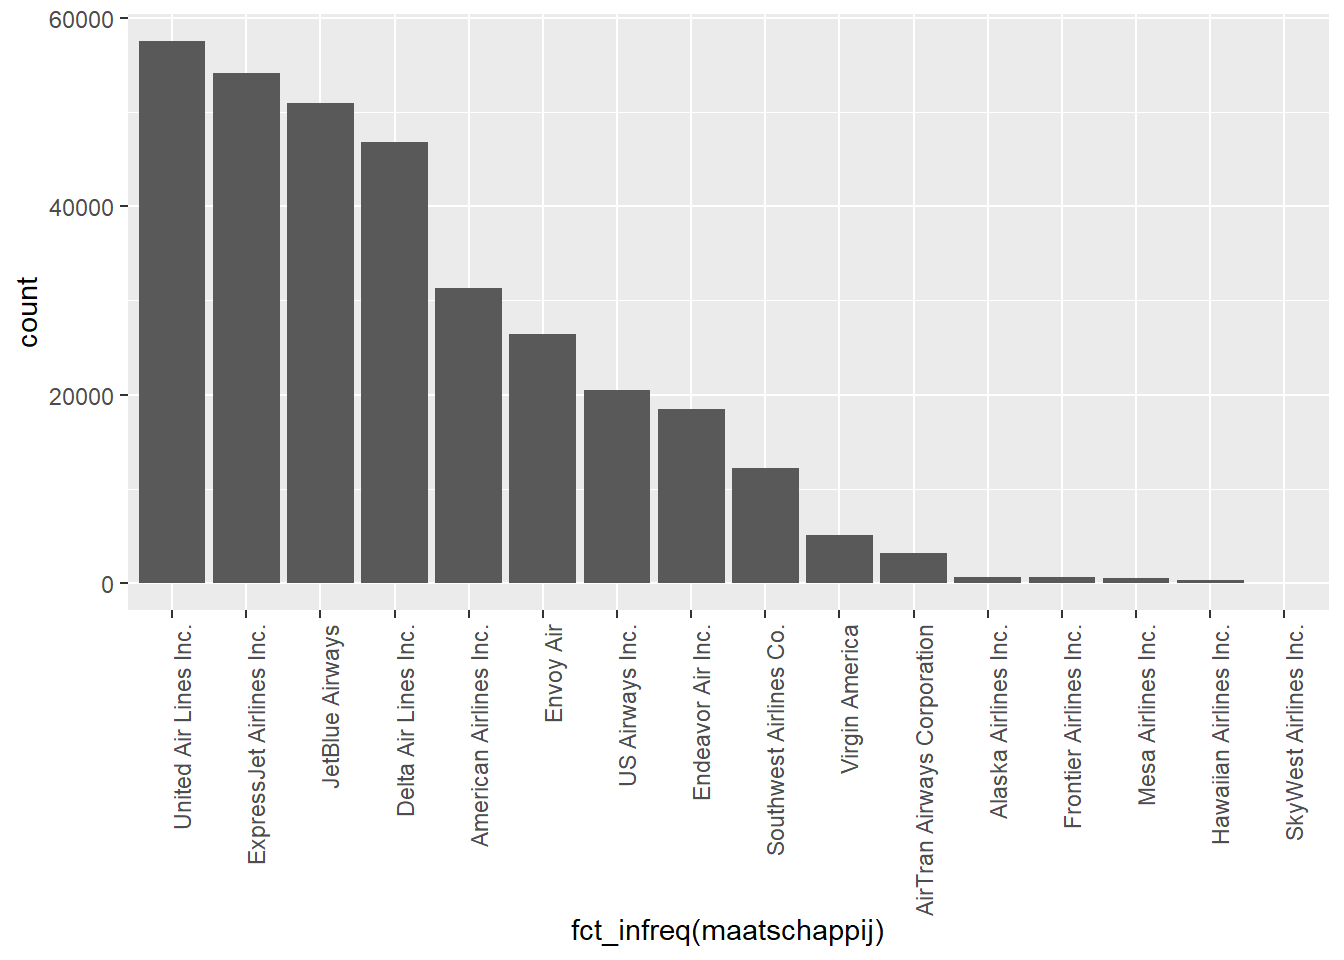 60000
40000
20000
0
count
United Air Lines Inc.
ExpressJet Airlines Inc.
JetBlue Airways
Delta Air Lines Inc.
American Airlines Inc.
Envoy Air
US Airways Inc.
Endeavor Air Inc.
Southwest Airlines Co.
Virgin America
AirTran Airways Corporation
Alaska Airlines Inc.
Frontier Airlines Inc.
Mesa Airlines Inc.
Hawaiian Airlines Inc.
SkyWest Airlines Inc.
fct_infreq(maatschappij)